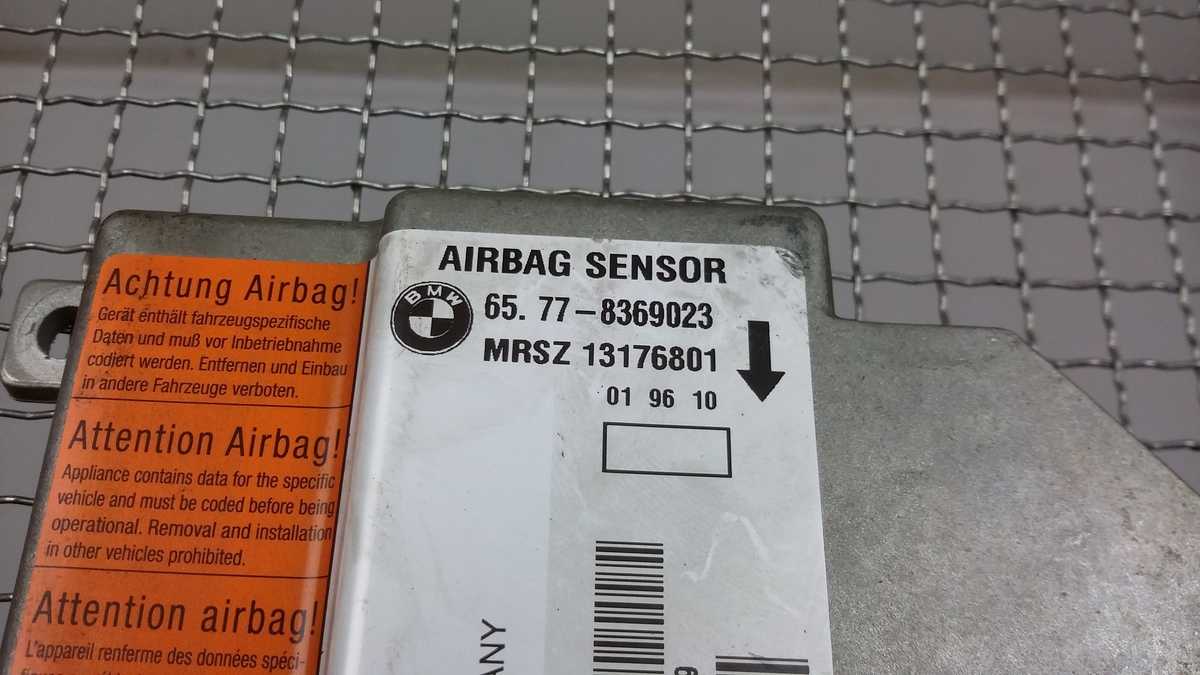 Achtung Airbag!
Gerät enthält fahrzeugspezifische
Daten und muß vor Inbetriebnahme
codiert werden. Entfernen und Einbau
in andere Fahrzeuge verboten.
Attention Airbag!
Appliance contains data for the specific
vehicle and must be coded before being
operational. Removal and installation
in other vehicles prohibited.
Attention airbag!
L'appareil renferme des données spéci-
AIRBAG SENSOR
BMW
65. 77-8369023
MRSZ 13176801
01 96 10
ANY